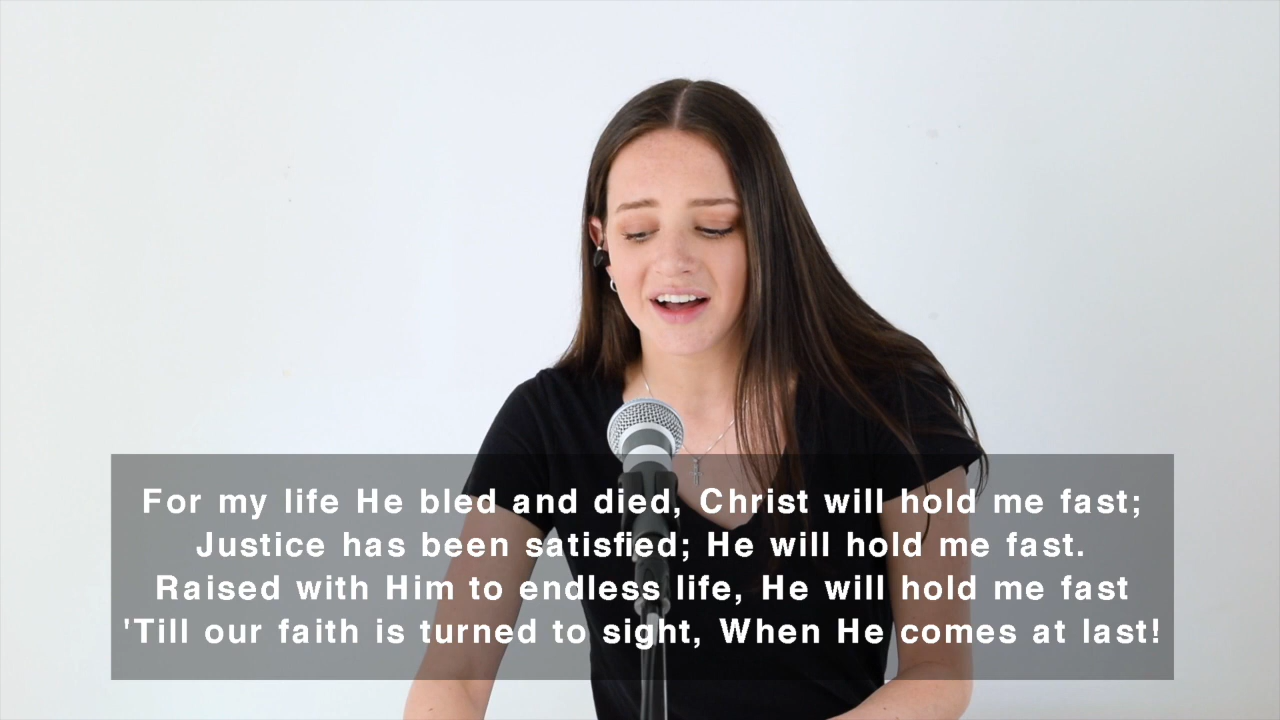 For my life He bled and died, Christ will hold me fast;
Justice has been satisfied; He will hold me fast.
Raised with Him to endless life, He will hold me fast
'Till our faith is turned to sight, When He comes at last!